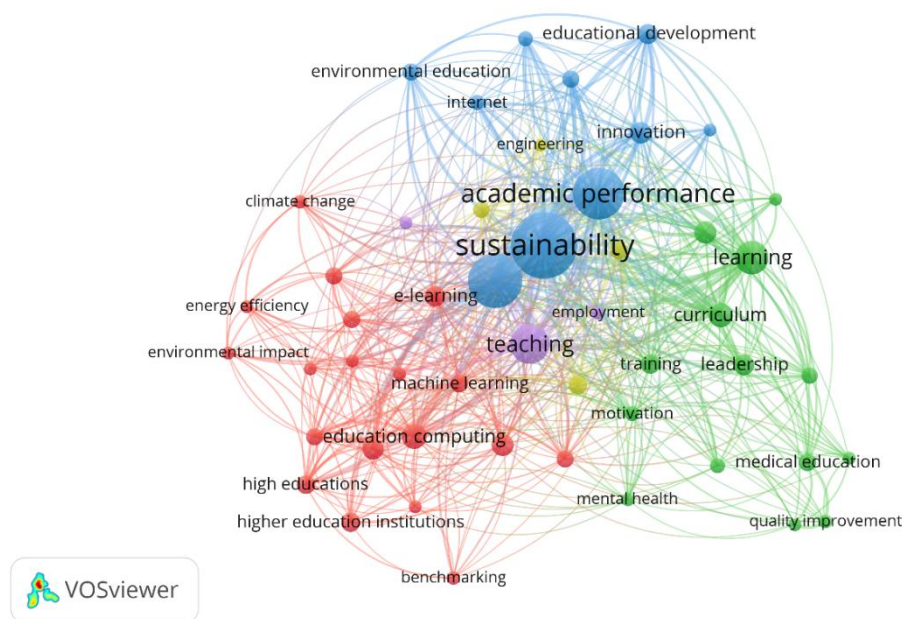 educational development
environmental education
internet
innovation
engineering
academic performance
climate change
sustainability
learning
e-learning
energy efficiency
employment
curriculum
teaching
environmental impact
training
leadership
machine learning
motivation
education computing
medical education
high educations
mental health
higher education institutions
quality improvement
benchmarking
VOSviewer